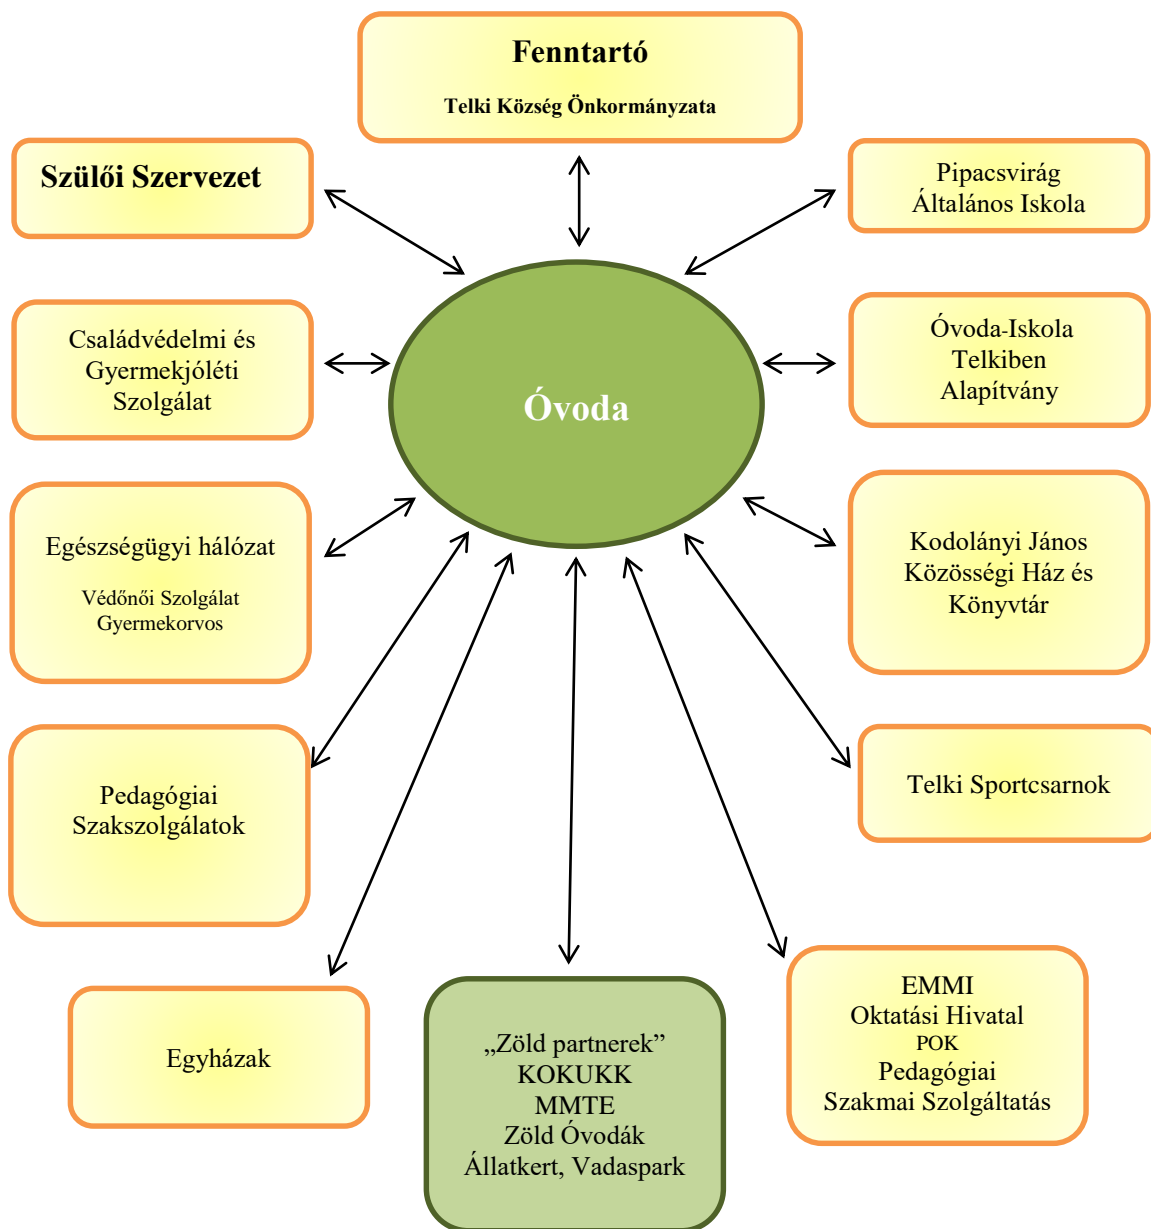 Fenntartó
Telki Község Önkormányzata
Szülői Szervezet
Pipacsvirág
Általános Iskola
Családvédelmi és
Gyermekjóléti
Szolgálat
Óvoda-Iskola
Telkiben
Alapítvány
Óvoda
Egészségügyi hálózat
Védőnői Szolgálat
Gyermekorvos
Kodolányi János
Közösségi Ház és
Könyvtár
Pedagógiai
Szakszolgálatok
Telki Sportcsarnok
Egyházak
„Zöld partnerek”
KOKUKK
MMTE
Zöld Óvodák
Állatkert, Vadaspark
EMMI
Oktatási Hivatal
POK
Pedagógiai
Szakmai Szolgáltatás